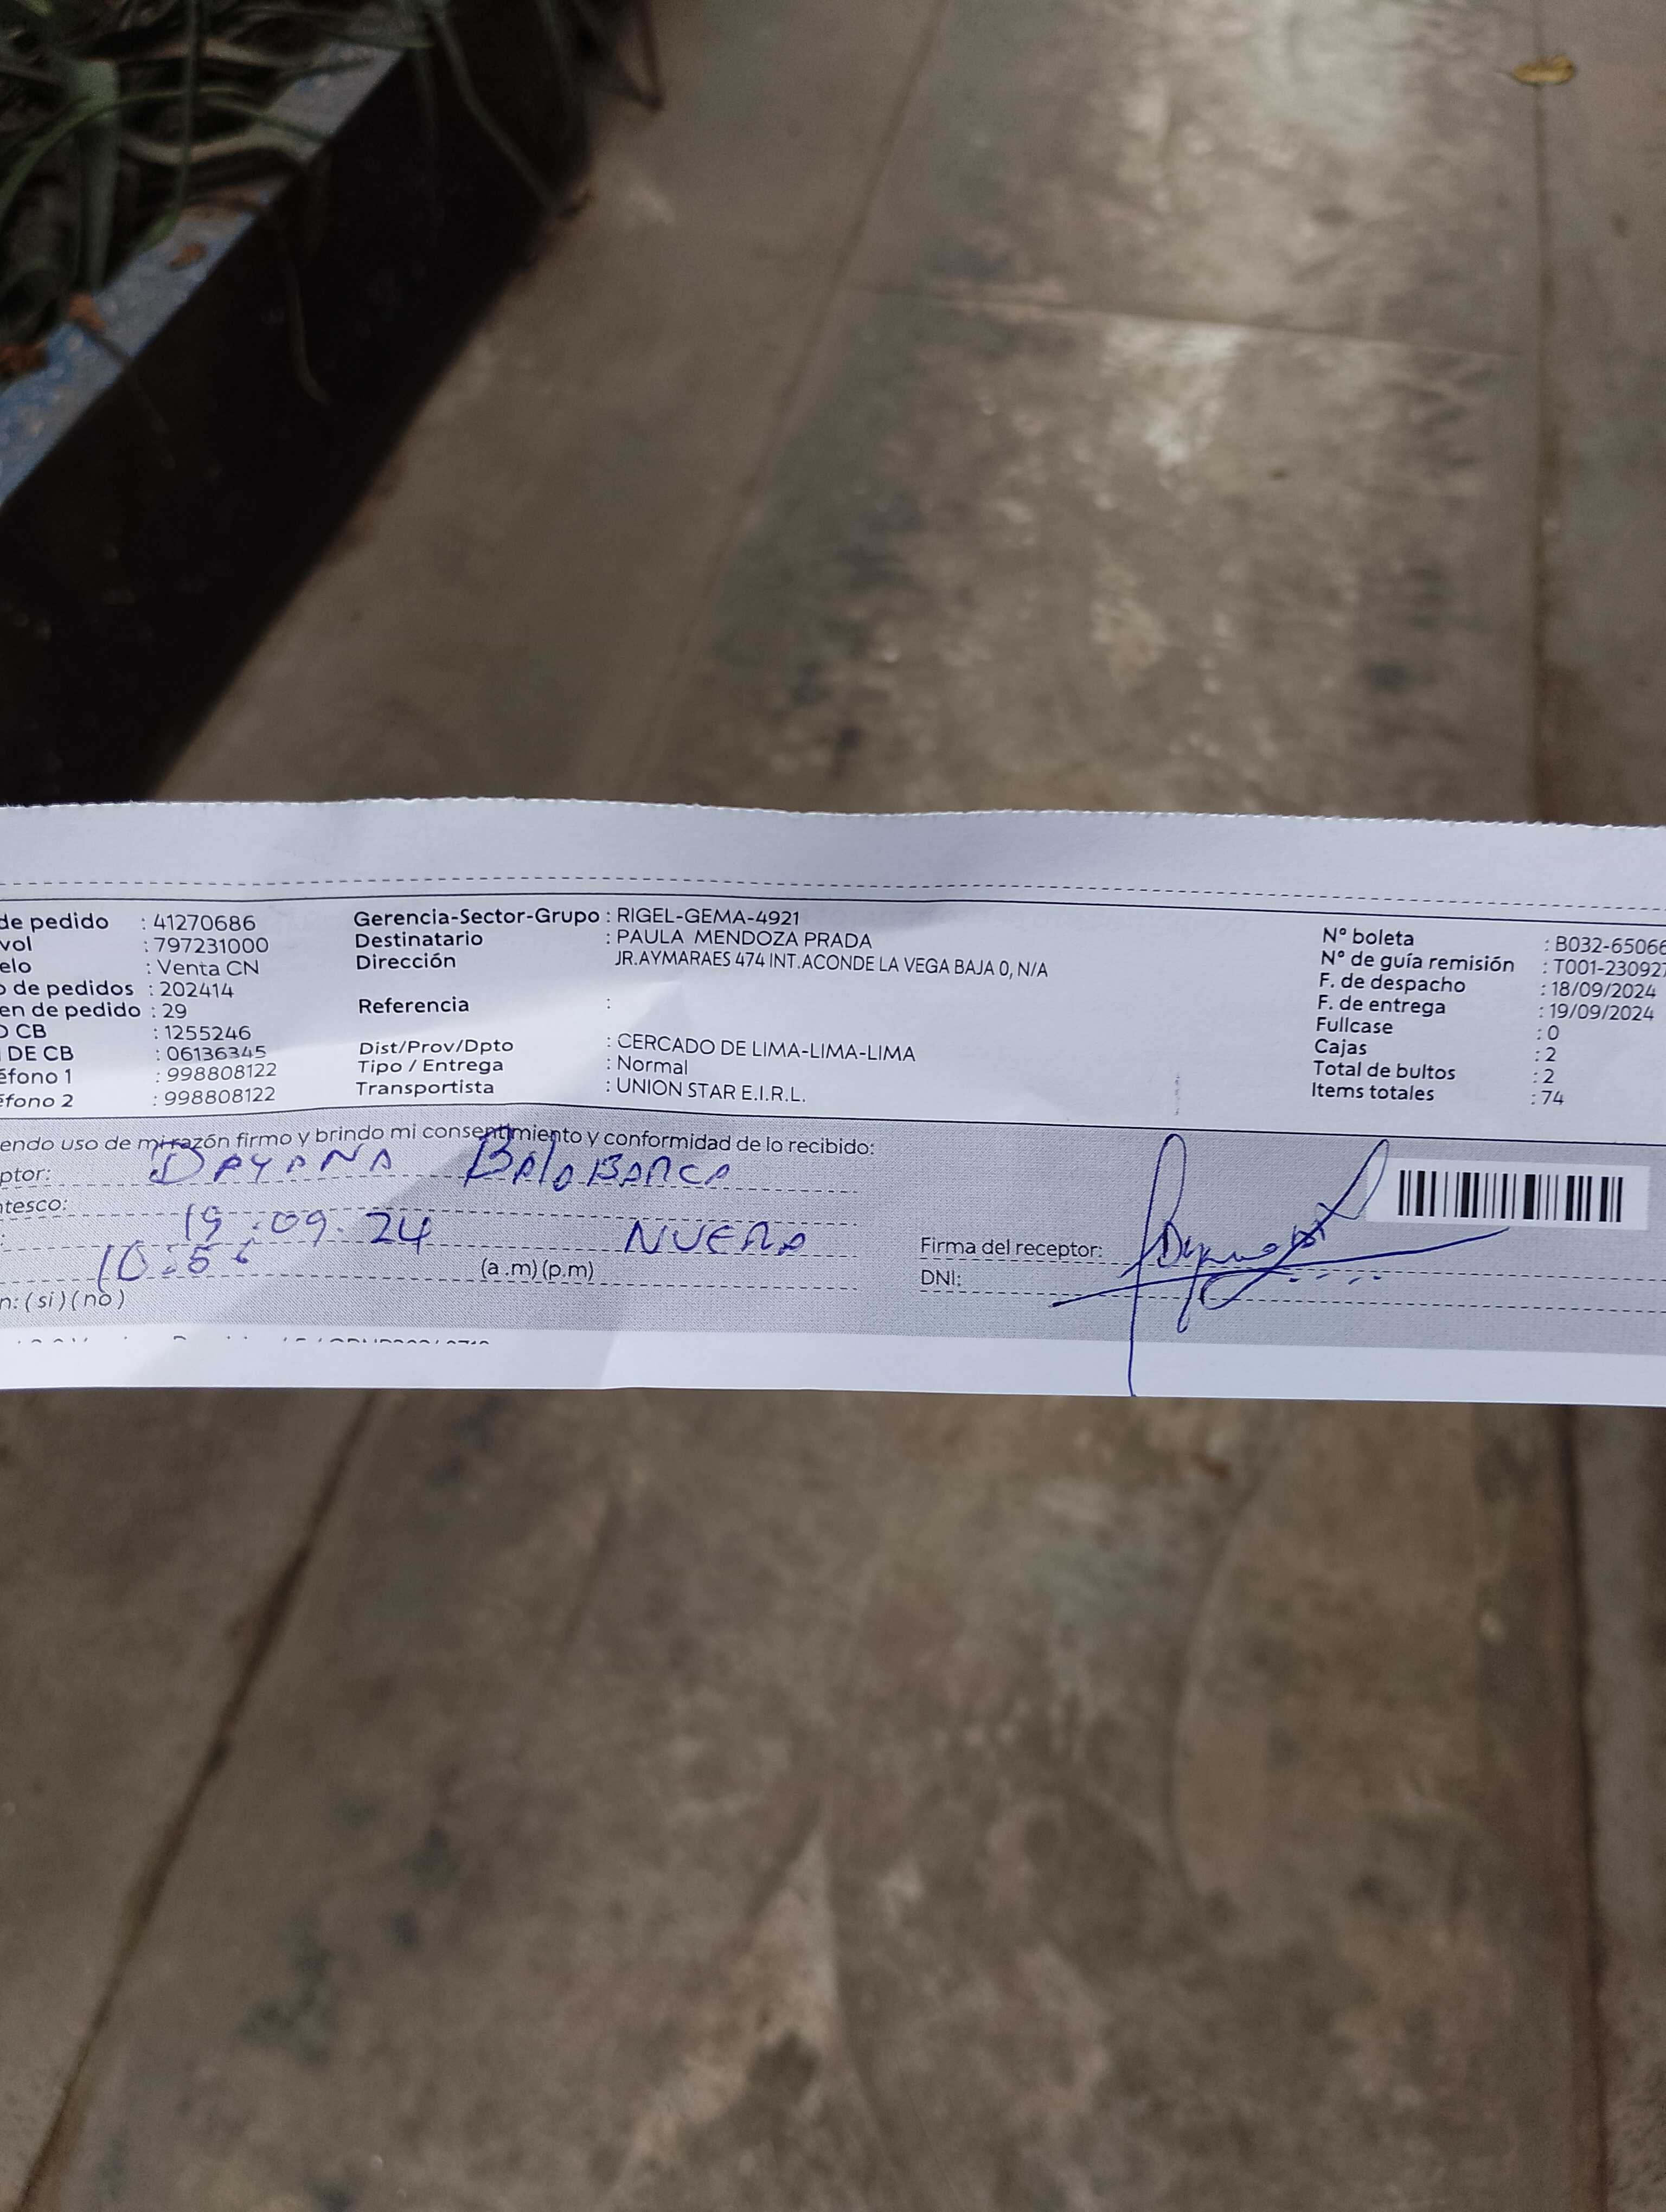 de pedido : 41270686 Gerencia-Sector-Grupo : RIGEL-GEMA-4921 N° boleta : B032-65066
vol : 797231000 Destinatario : PAULA MENDOZA PRADA N° de guía remisión : T001-230927
elo : Venta CN Dirección JR.AYMARAES 474 INT.ACONDE LA VEGA BAJA 0, N/A F. de despacho : 18/09/2024
o de pedidos : 202414 F. de entrega : 19/09/2024
en de pedido : 29 Referencia : Fullcase : 0
O CB : 1255246 Dist/Prov/Dpto : CERCADO DE LIMA-LIMA-LIMA Cajas : 2
DE CB : 06136345 Tipo / Entrega : Normal Total de bultos : 2
éfono 1 : 998808122 Transportista : UNION STAR E.I.R.L. Items totales : 74
éfono 2 : 998808122
endo uso de mi razón firmo y brindo mi consentimiento y conformidad de lo recibido:
ptor: DAYANA
tesco:
: 19.09.24 NUERA Firma del receptor:
(a.m)(p.m) DNI:
n: (si)(no)